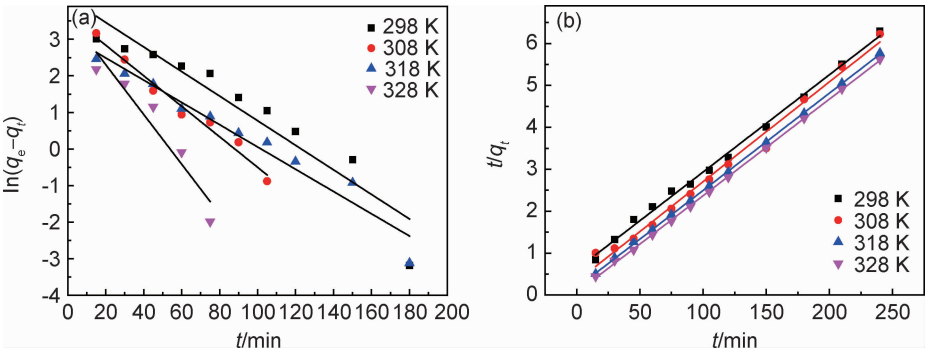 (a)
298 K
308 K
318 K
328 K
ln(qe−qt)
3
2
1
0
-1
-2
-3
-4
0 20 40 60 80 100 120 140 160 180 200
t/min
(b)
t/qt
6
5
4
3
2
1
0
298 K
308 K
318 K
328 K
0 50 100 150 200 250
t/min